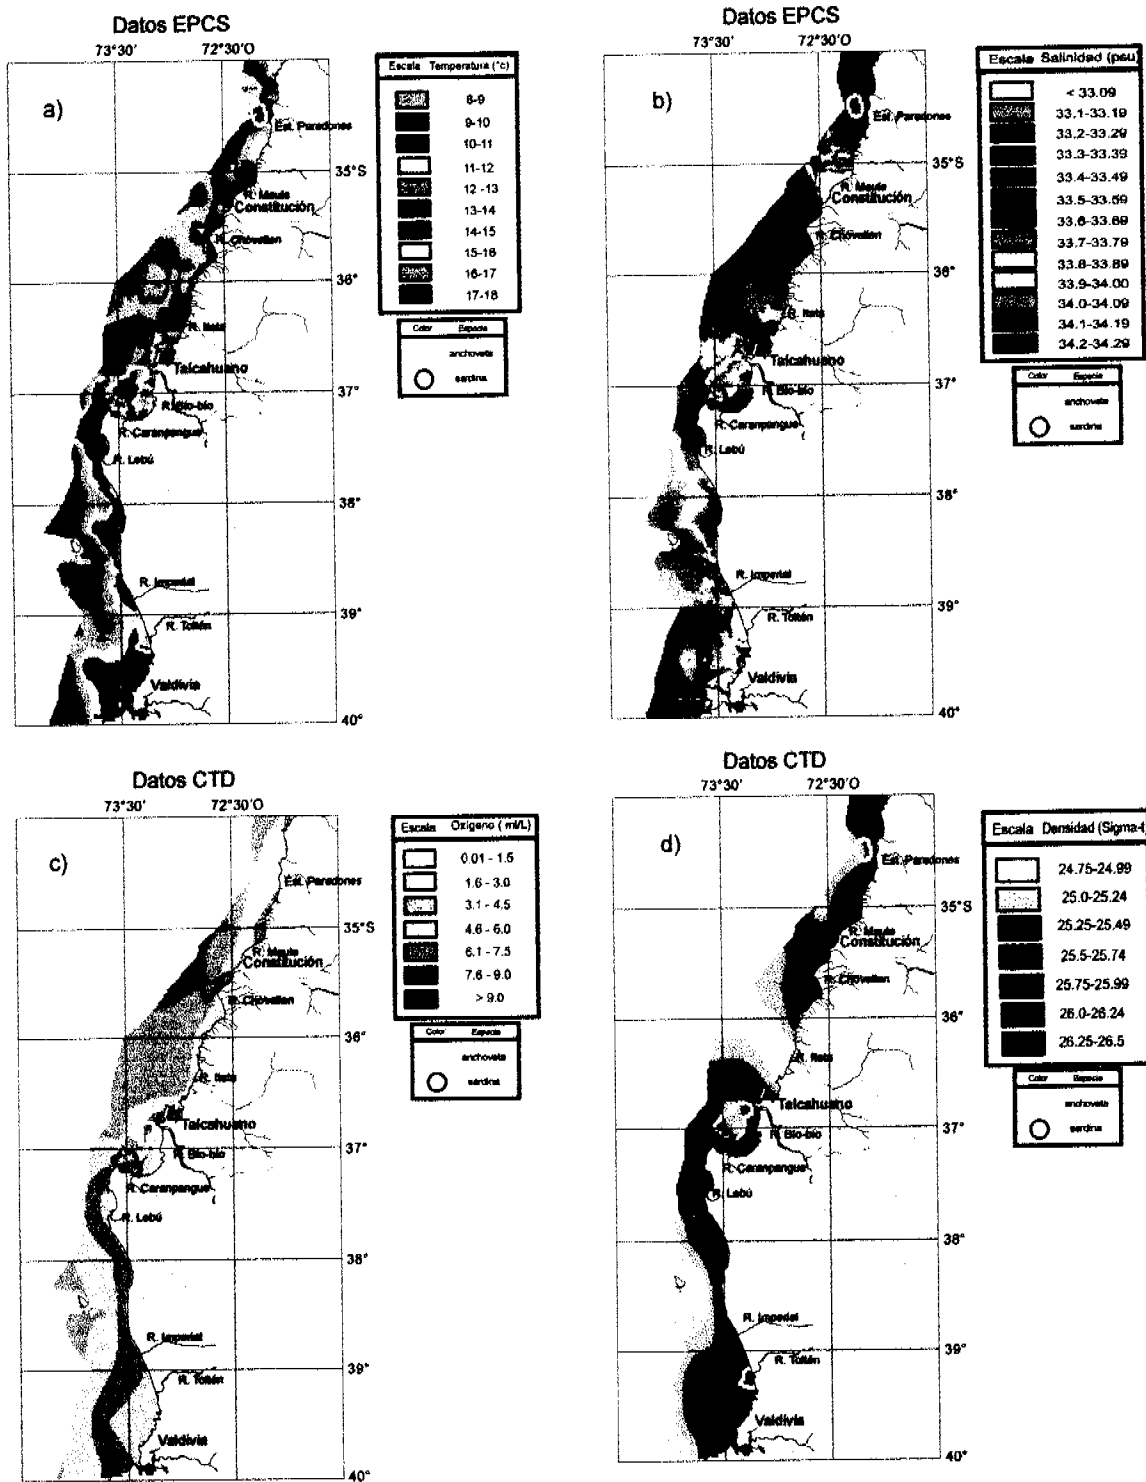 Datos EPCS
73°30' 72°30'O
a)
Escala Temperatura (°c)
8-9
9-10
10-11
11-12
12-13
13-14
14-15
15-16
16-17
17-18
Color Especie
anchoveta
sardina
Est. Paredones
35°S
R. Maule
Constitución
R. Chovellen
36°
R. Itata
Talcahuano
37°
R. Bío-bío
R. Carampangue
R. Lebú
38°
R. Imperial
39°
R. Toltén
Valdivia
40°
Datos EPCS
73°30' 72°30'O
b)
Escala Salinidad (psu)
< 33.09
33.1-33.19
33.2-33.29
33.3-33.39
33.4-33.49
33.5-33.59
33.6-33.69
33.7-33.79
33.8-33.89
33.9-34.00
34.0-34.09
34.1-34.19
34.2-34.29
Color Especie
anchoveta
sardina
Est. Paredones
35°S
R. Maule
Constitución
R. Chovellen
36°
R. Itata
Talcahuano
37°
R. Bío-bío
R. Carampangue
R. Lebú
38°
R. Imperial
39°
R. Toltén
Valdivia
40°
Datos CTD
73°30' 72°30'O
c)
Escala Oxígeno ( ml/L)
0.01 - 1.5
1.6 - 3.0
3.1 - 4.5
4.6 - 6.0
6.1 - 7.5
7.6 - 9.0
> 9.0
Color Especie
anchoveta
sardina
Est. Paredones
35°S
R. Maule
Constitución
R. Chovellen
36°
R. Itata
Talcahuano
37°
R. Bío-bío
R. Carampangue
R. Lebú
38°
R. Imperial
39°
R. Toltén
Valdivia
40°
Datos CTD
73°30' 72°30'O
d)
Escala Densidad (Sigma-t)
24.75-24.99
25.0-25.24
25.25-25.49
25.5-25.74
25.75-25.99
26.0-26.24
26.25-26.5
Color Especie
anchoveta
sardina
Est. Paredones
35°S
R. Maule
Constitución
R. Chovellen
36°
R. Itata
Talcahuano
37°
R. Bío-bío
R. Carampangue
R. Lebú
38°
R. Imperial
39°
R. Toltén
Valdivia
40°